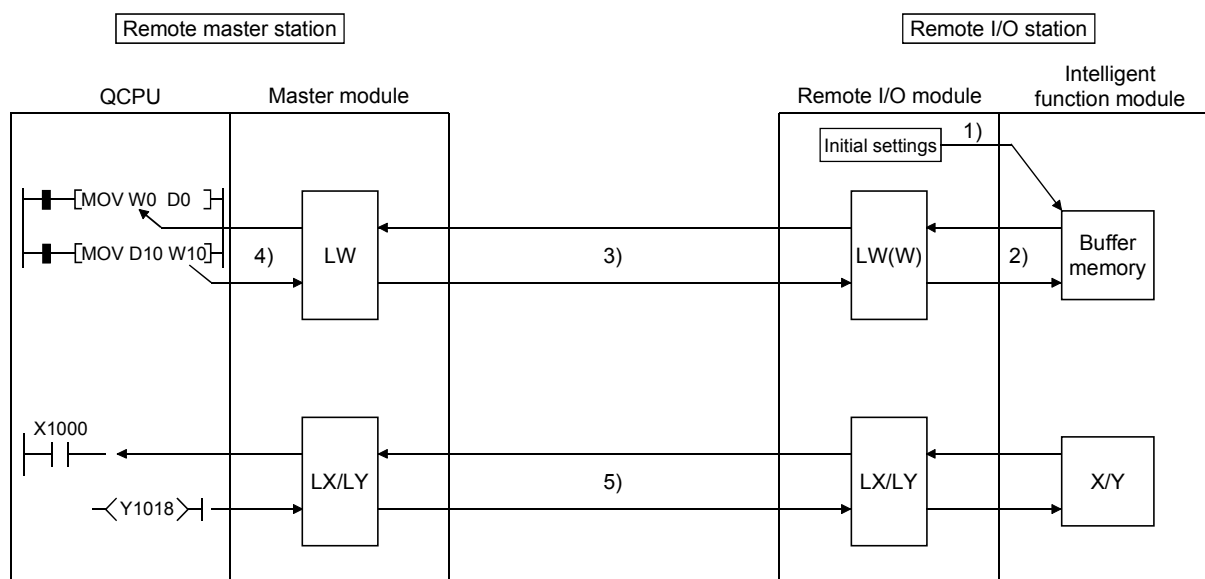 Remote master station
Remote I/O station
QCPU
Master module
Remote I/O module
Intelligent
function module
Initial settings
1)
MOV W0 D0
MOV D10 W10
4)
LW
3)
LW(W)
2)
Buffer
memory
X1000
Y1018
LX/LY
5)
LX/LY
X/Y